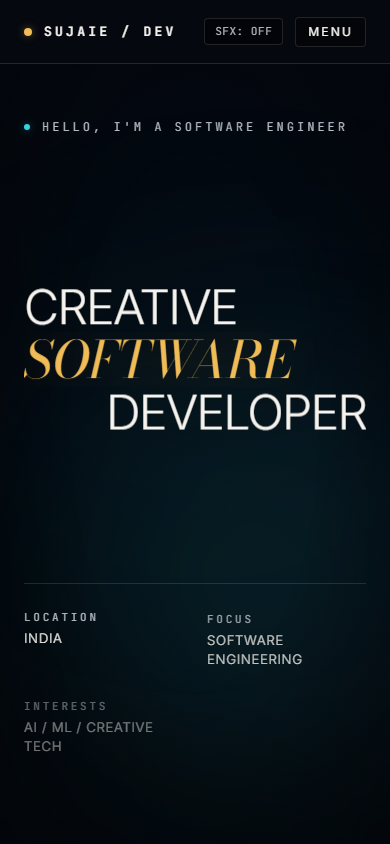 SUJAIE / DEV
SFX: OFF
MENU
HELLO, I'M A SOFTWARE ENGINEER
CREATIVE
SOFTWARE
DEVELOPER
LOCATION
INDIA
FOCUS
SOFTWARE
ENGINEERING
INTERESTS
AI / ML / CREATIVE
TECH